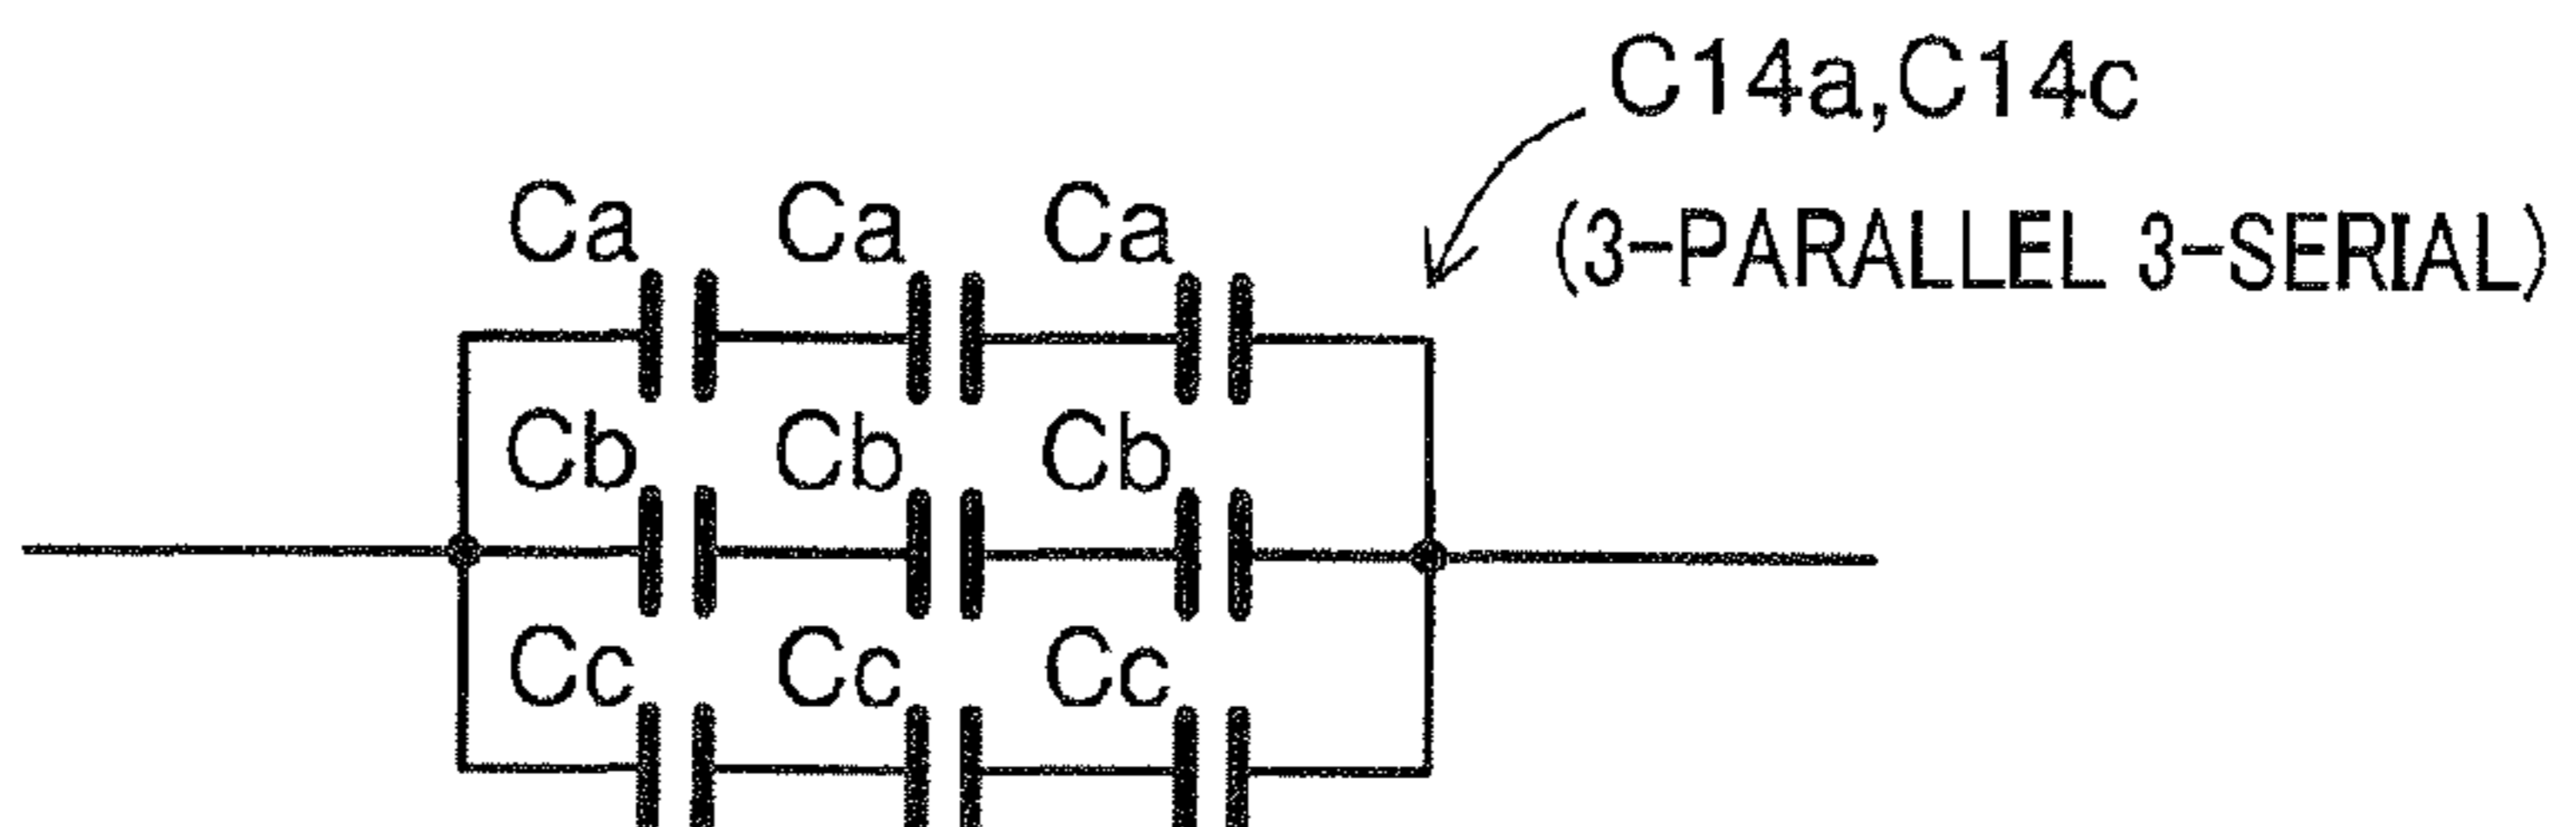 C14a,C14c
(3-PARALLEL 3-SERIAL)
Ca Ca Ca
Cb Cb Cb
Cc Cc Cc